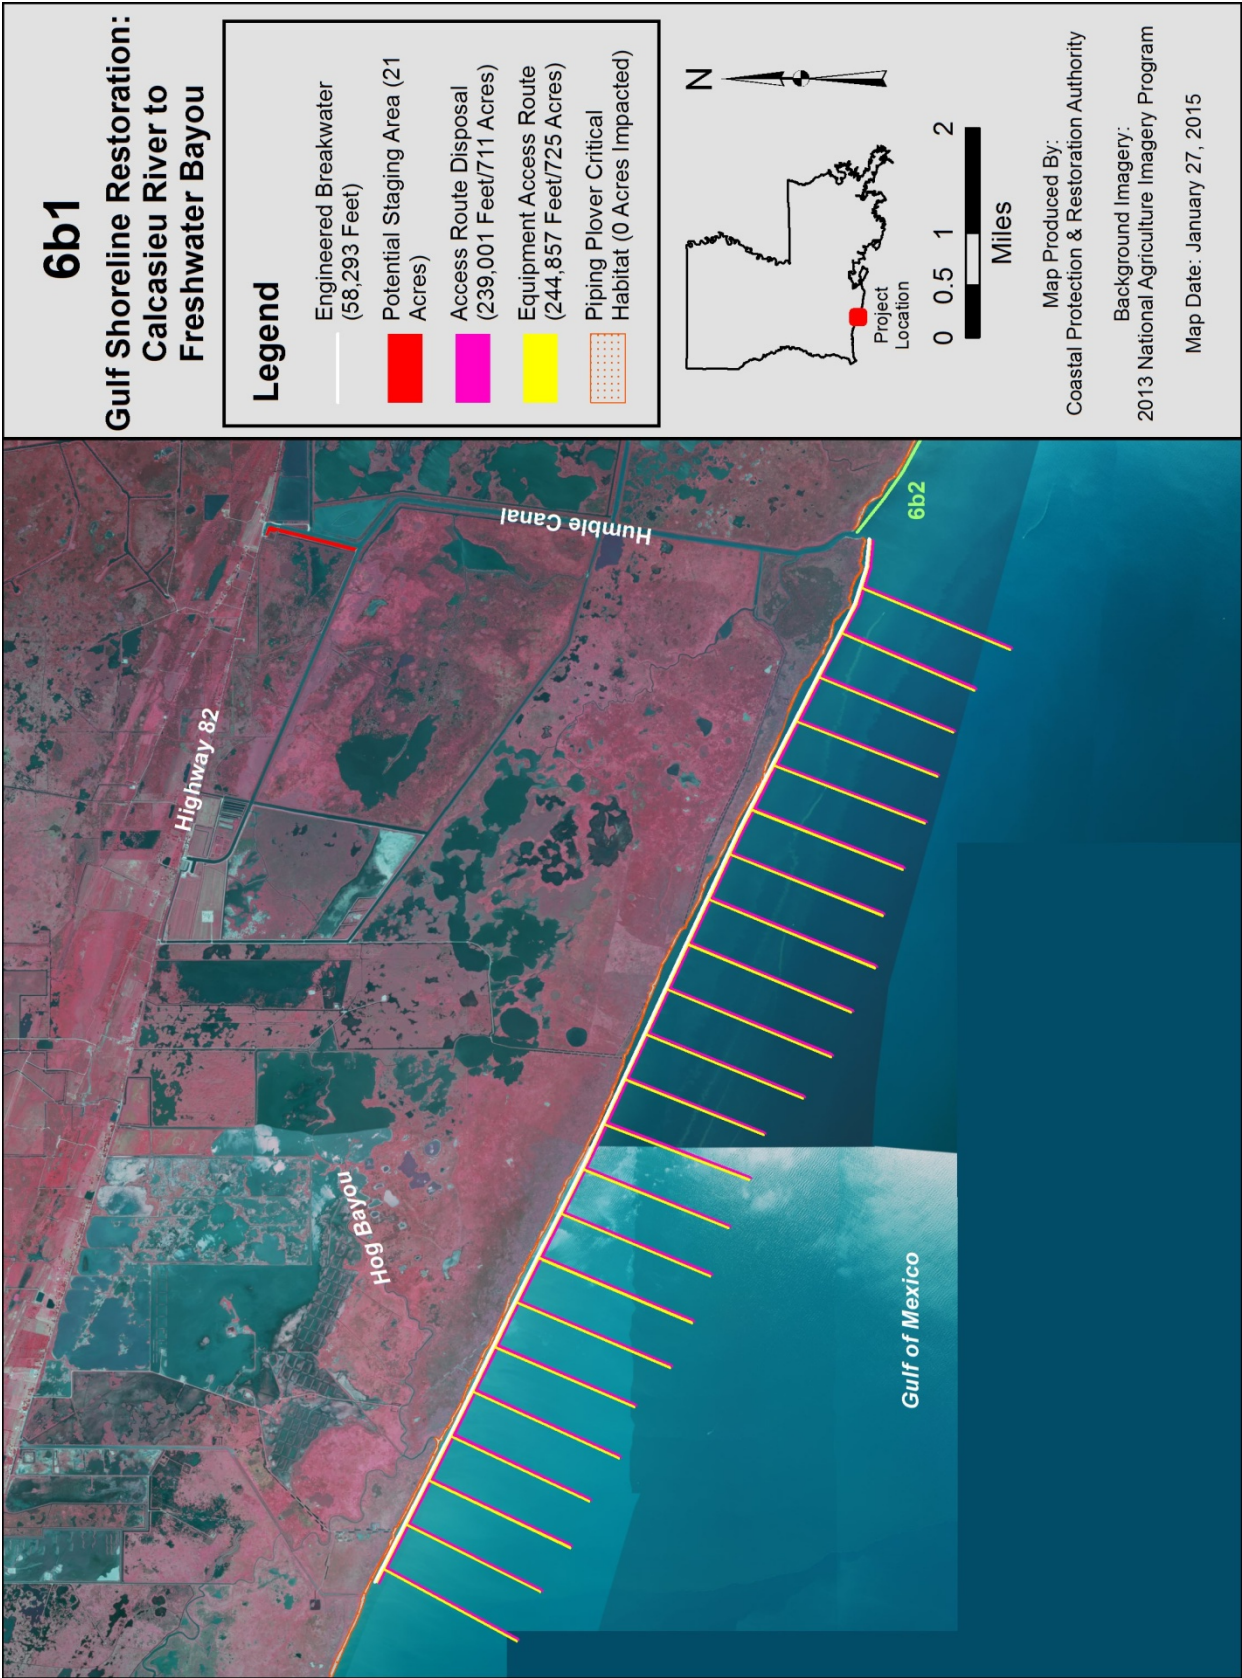 6b1
Gulf Shoreline Restoration:
Calcasieu River to
Freshwater Bayou
Legend
Engineered Breakwater
(58,293 Feet)
Potential Staging Area (21
Acres)
Access Route Disposal
(239,001 Feet/711 Acres)
Equipment Access Route
(244,857 Feet/725 Acres)
Piping Plover Critical
Habitat (0 Acres Impacted)
N
Project
Location
0 0.5 1 2
Miles
Map Produced By:
Coastal Protection & Restoration Authority
Background Imagery:
2013 National Agriculture Imagery Program
Map Date: January 27, 2015
Highway 82
Humble Canal
Hog Bayou
6b2
Gulf of Mexico